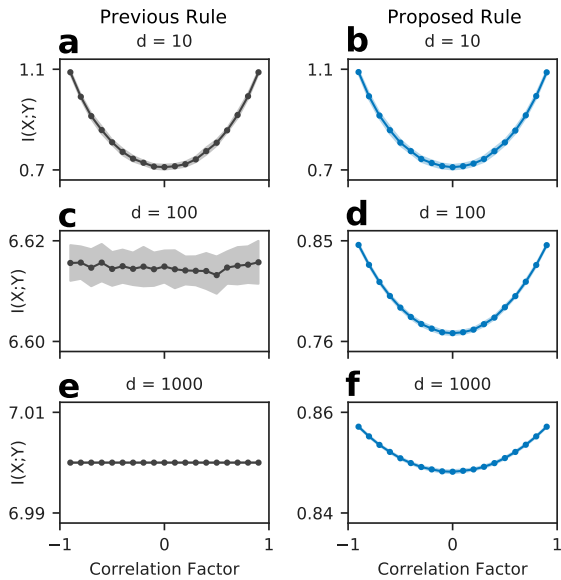 Previous Rule
Proposed Rule
a
d = 10
b
d = 10
1.1
0.7
I(X;Y)
1.1
0.7
c
d = 100
d
d = 100
6.62
6.60
I(X;Y)
0.85
0.76
e
d = 1000
f
d = 1000
7.01
6.99
I(X;Y)
0.86
0.84
−1
0
1
−1
0
1
Correlation Factor
Correlation Factor